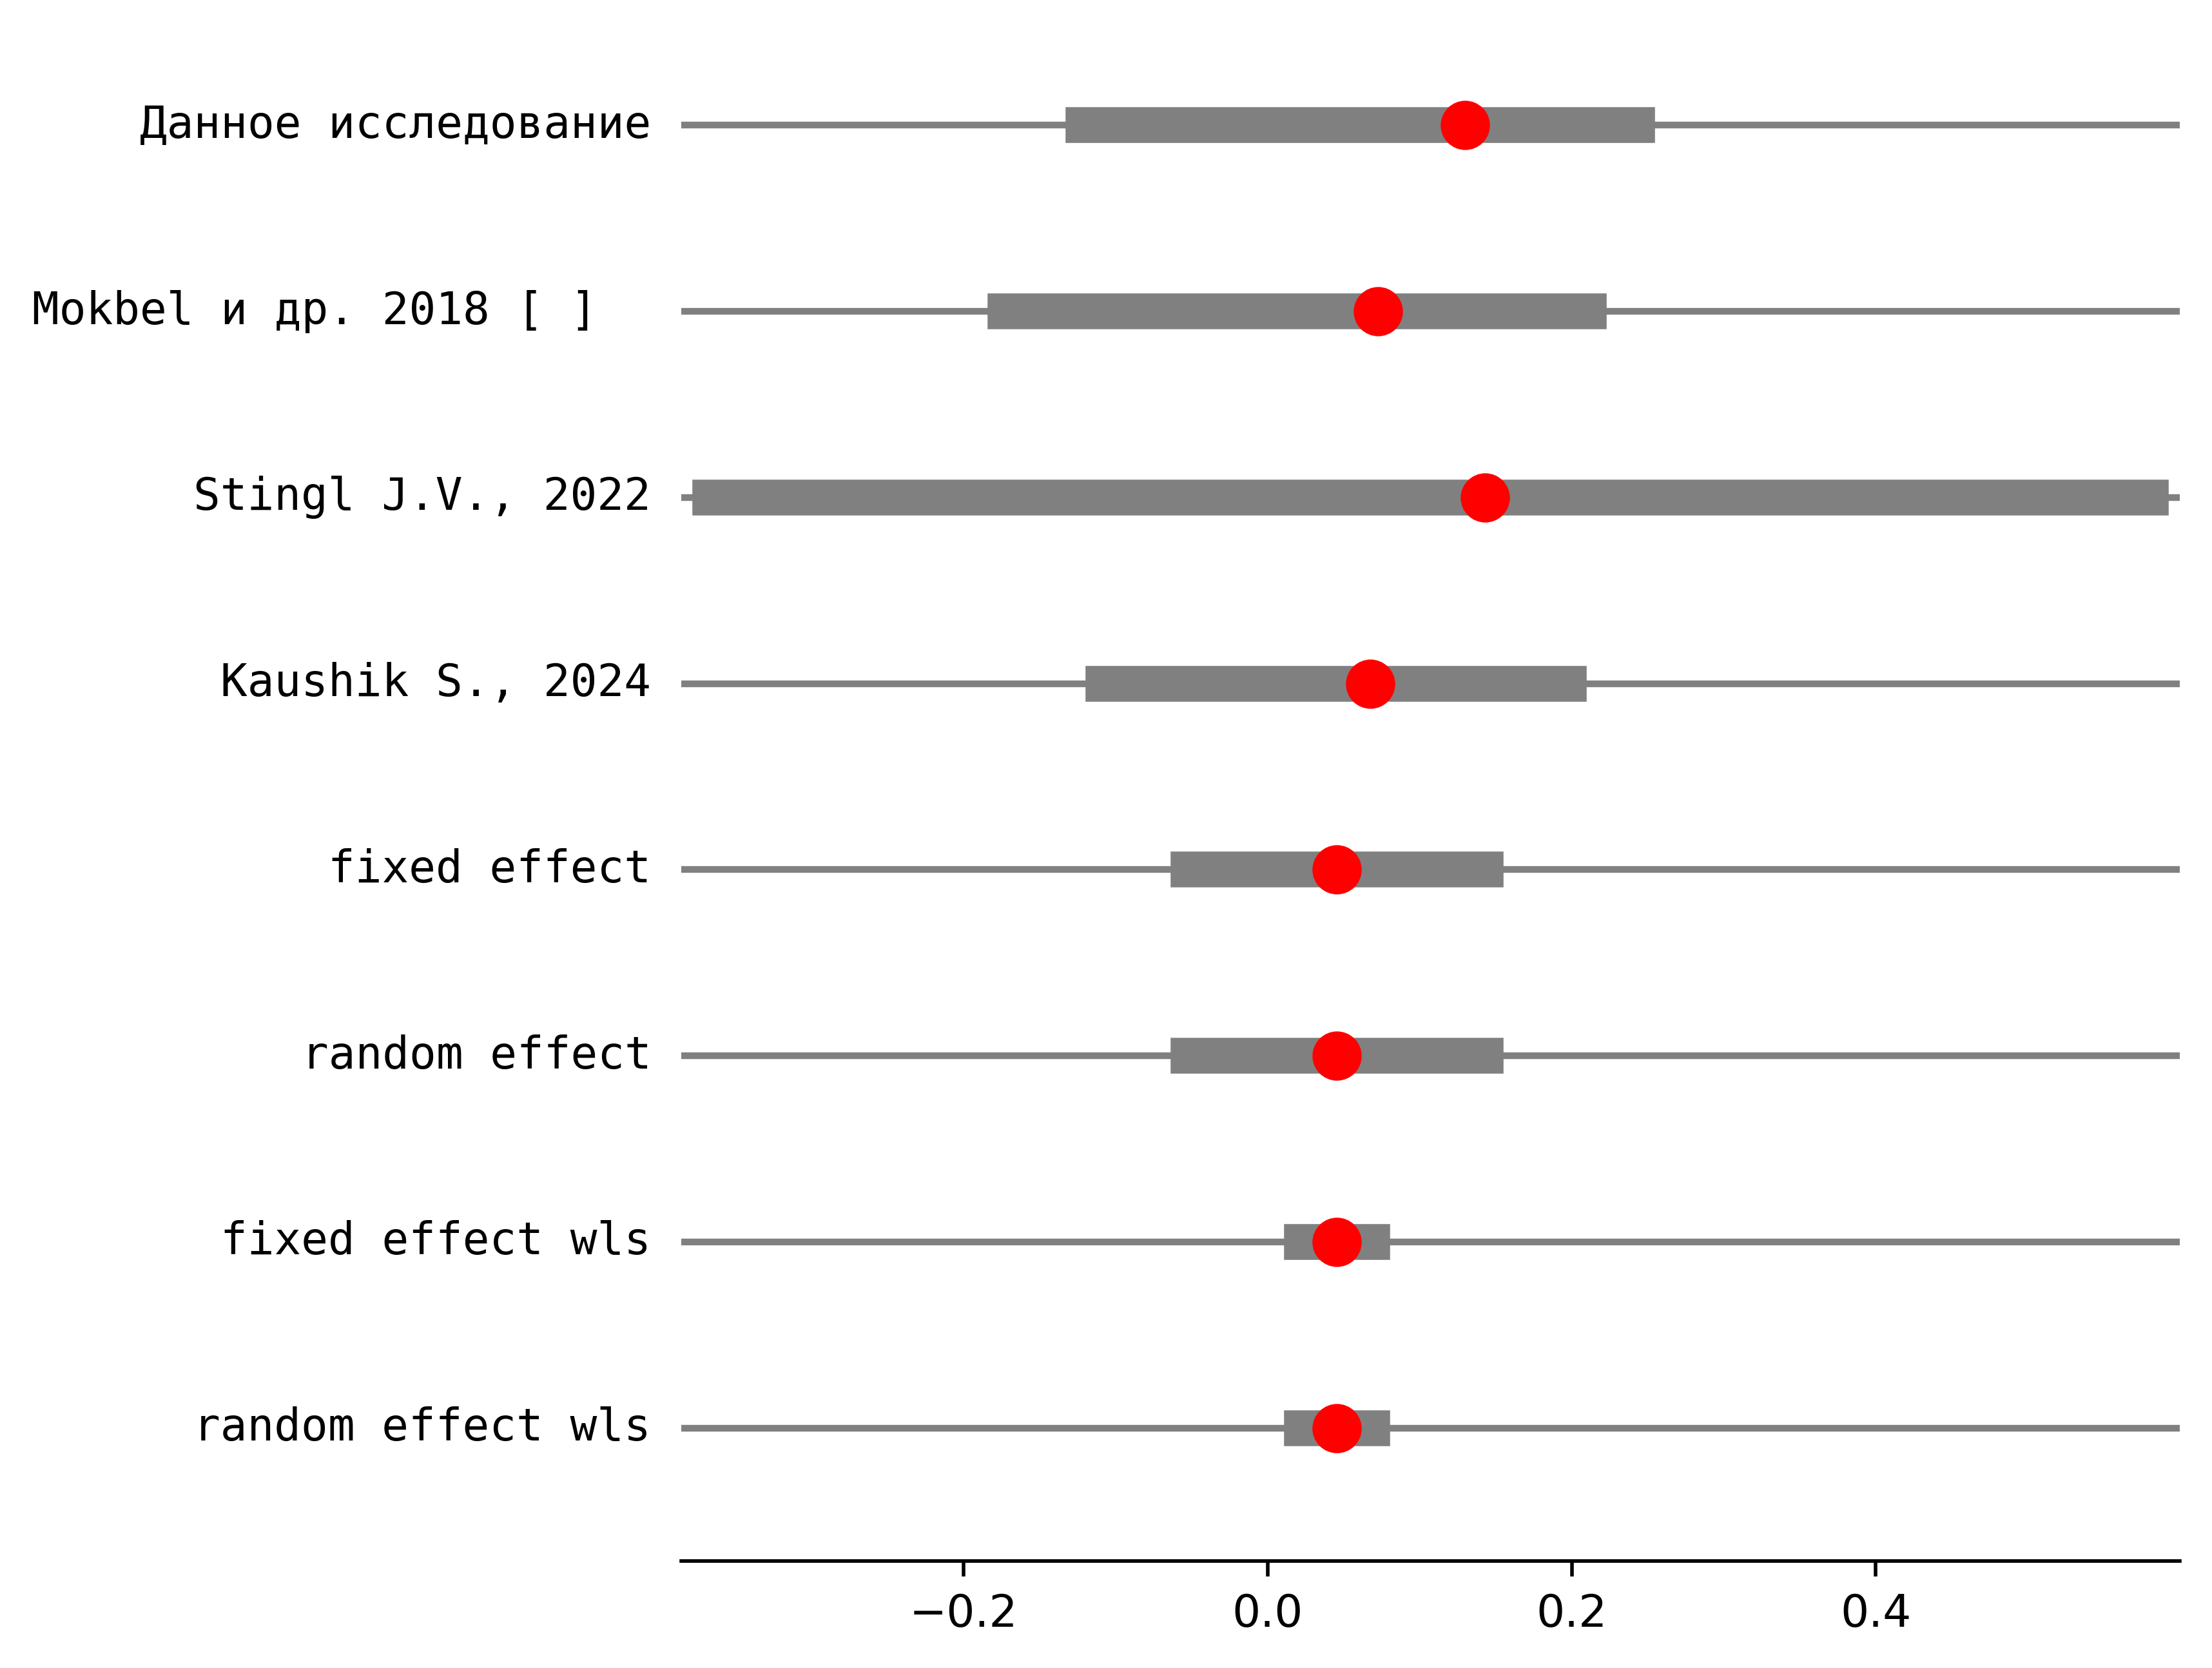 Данное исследование
Mokbel и др. 2018 [ ]
Stingl J.V., 2022
Kaushik S., 2024
fixed effect
random effect
fixed effect wls
random effect wls
−0.2 0.0 0.2 0.4